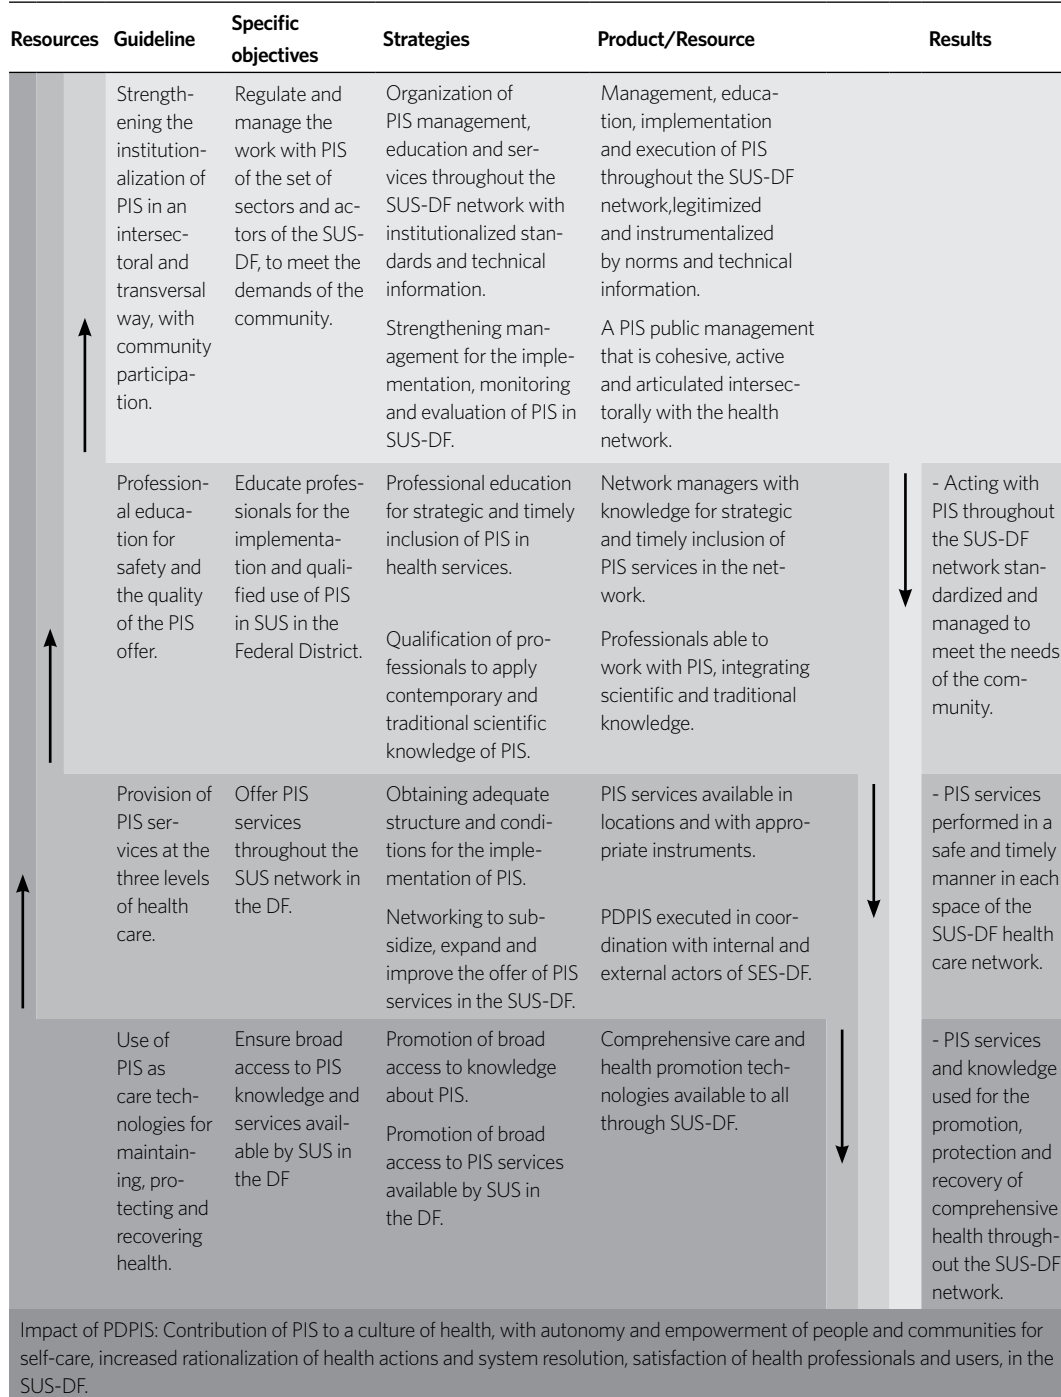 Resources Guideline Specific objectives Strategies Product/Resource Results
Strength-
ening the
institution-
alization of
PIS in an
intersec-
toral and
transversal
way, with
community
participa-
tion.
Regulate and
manage the
work with PIS
of the set of
sectors and ac-
tors of the SUS-
DF, to meet the
demands of the
community.
Organization of
PIS management,
education and ser-
vices throughout the
SUS-DF network with
institutionalized stan-
dards and technical
information.
Management, educa-
tion, implementation
and execution of PIS
throughout the SUS-DF
network,legitimized
and instrumentalized
by norms and technical
information.
Strengthening man-
agement for the imple-
mentation, monitoring
and evaluation of PIS in
SUS-DF.
A PIS public management
that is cohesive, active
and articulated intersec-
torally with the health
network.
Profession-
al educa-
tion for
safety and
the quality
of the PIS
offer.
Educate profes-
sionals for the
implementa-
tion and quali-
fied use of PIS
in SUS in the
Federal District.
Professional education
for strategic and timely
inclusion of PIS in
health services.
Network managers with
knowledge for strategic
and timely inclusion of
PIS services in the net-
work.
Qualification of pro-
fessionals to apply
contemporary and
traditional scientific
knowledge of PIS.
Professionals able to
work with PIS, integrating
scientific and traditional
knowledge.
- Acting with
PIS throughout
the SUS-DF
network stan-
dardized and
managed to
meet the needs
of the com-
munity.
Provision of
PIS ser-
vices at the
three levels
of health
care.
Offer PIS
services
throughout the
SUS network in
the DF.
Obtaining adequate
structure and condi-
tions for the imple-
mentation of PIS.
PIS services available in
locations and with appro-
priate instruments.
Networking to sub-
sidize, expand and
improve the offer of PIS
services in the SUS-DF.
PDPIS executed in coor-
dination with internal and
external actors of SES-DF.
- PIS services
performed in a
safe and timely
manner in each
space of the
SUS-DF health
care network.
Use of
PIS as
care tech-
nologies for
maintain-
ing, pro-
tecting and
recovering
health.
Ensure broad
access to PIS
knowledge and
services avail-
able by SUS in
the DF
Promotion of broad
access to knowledge
about PIS.
Promotion of broad
access to PIS services
available by SUS in
the DF.
Comprehensive care and
health promotion tech-
nologies available to all
through SUS-DF.
- PIS services
and knowledge
used for the
promotion,
protection and
recovery of
comprehensive
health through-
out the SUS-DF
network.
Impact of PDPIS: Contribution of PIS to a culture of health, with autonomy and empowerment of people and communities for
self-care, increased rationalization of health actions and system resolution, satisfaction of health professionals and users, in the
SUS-DF.